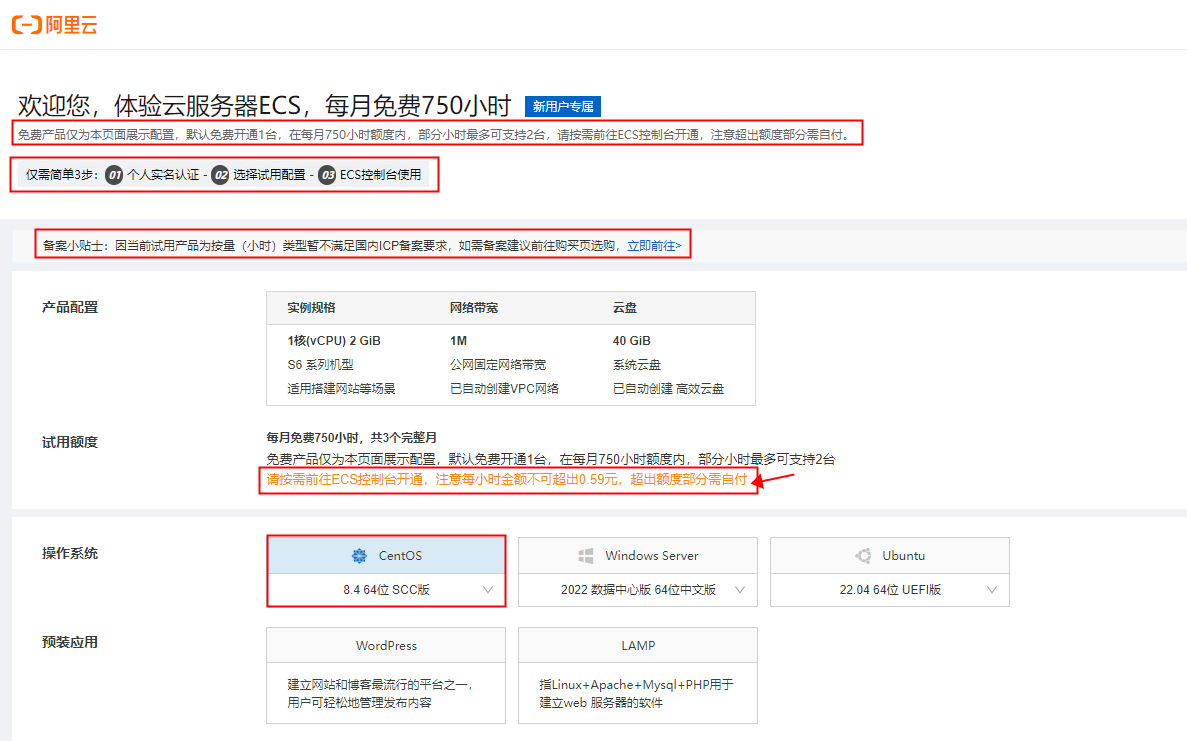 阿里云
欢迎您，体验云服务器ECS，每月免费750小时 新用户专属
免费产品仅为本页面展示配置，默认免费开通1台，在每月750小时额度内，部分小时最多可支持2台，请按需前往ECS控制台开通，注意超出额度部分需自付。
仅需简单3步： 01 个人实名认证 - 02 选择试用配置 - 03 ECS控制台使用
备案小贴士：因当前试用产品为按量（小时）类型暂不满足国内ICP备案要求，如需备案建议前往购买页选购，立即前往>
产品配置 实例规格 网络带宽 云盘
1核(vCPU) 2 GiB 1M 40 GiB
S6 系列机型 公网固定网络带宽 系统云盘
适用搭建网站等场景 已自动创建VPC网络 已自动创建 高效云盘
试用额度 每月免费750小时，共3个完整月
免费产品仅为本页面展示配置，默认免费开通1台，在每月750小时额度内，部分小时最多可支持2台
请按需前往ECS控制台开通，注意每小时金额不可超出0.59元，超出额度部分需自付
操作系统 CentOS Windows Server Ubuntu
8.4 64位 SCC版 2022 数据中心版 64位中文版 22.04 64位 UEFI版
预装应用 WordPress LAMP
建立网站和博客最流行的平台之一， 指Linux+Apache+Mysql+PHP用于
用户可轻松地管理发布内容 建立web 服务器的软件